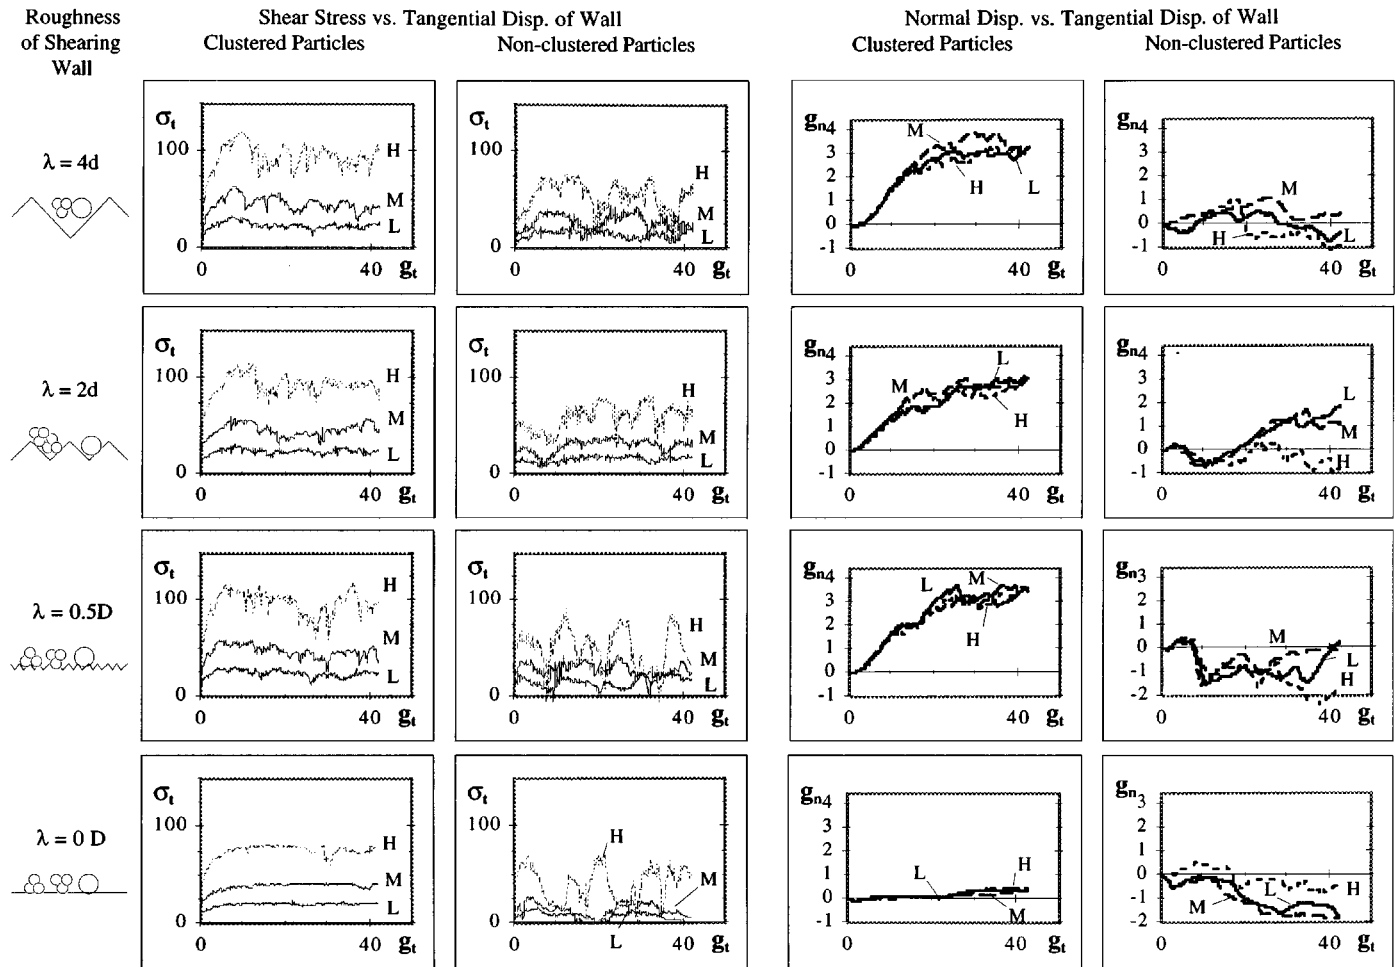 Roughness of Shearing Wall
Shear Stress vs. Tangential Disp. of Wall
Normal Disp. vs. Tangential Disp. of Wall
Clustered Particles
Non-clustered Particles
Clustered Particles
Non-clustered Particles
λ = 4d
σt
100
0
0
40
gt
H
M
L
σt
100
0
0
40
gt
H
M
L
gn4
3
2
1
0
-1
0
40
gt
M
H
L
gn4
3
2
1
0
-1
0
40
gt
M
H
L
λ = 2d
σt
100
0
0
40
gt
H
M
L
σt
100
0
0
40
gt
H
M
L
gn4
3
2
1
0
-1
0
40
gt
M
L
H
gn4
3
2
1
0
-1
0
40
gt
L
M
H
λ = 0.5D
σt
100
0
0
40
gt
H
M
L
σt
100
0
0
40
gt
H
M
L
gn4
3
2
1
0
-1
0
40
gt
L
M
H
gn3
2
1
0
-1
-2
0
40
gt
M
L
H
λ = 0 D
σt
100
0
0
40
gt
H
M
L
σt
100
0
0
40
gt
H
M
L
gn4
3
2
1
0
-1
0
40
gt
L
H
M
gn3
2
1
0
-1
-2
0
40
gt
M
L
H